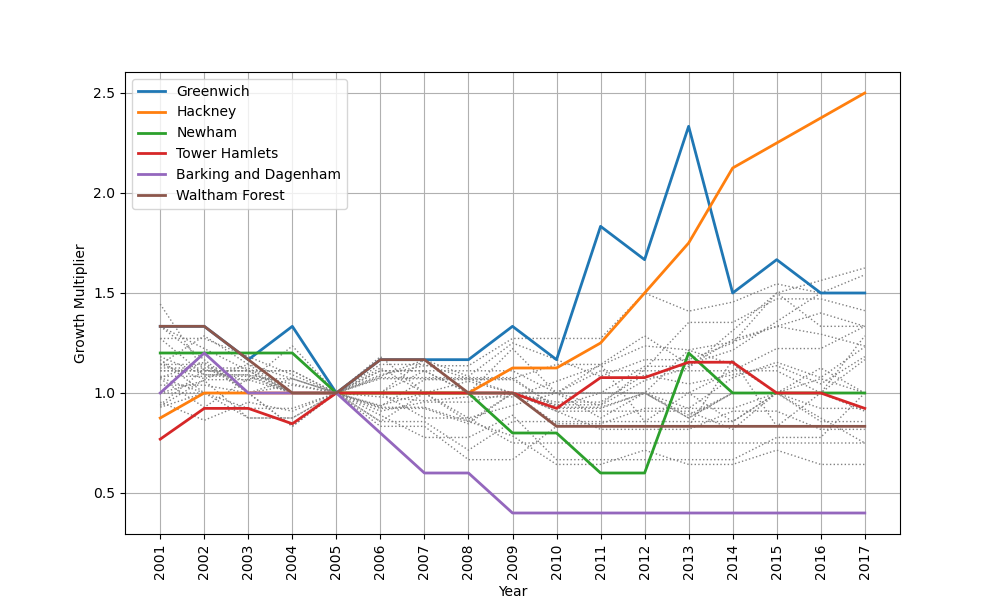 Greenwich
Hackney
Newham
Tower Hamlets
Barking and Dagenham
Waltham Forest
2.5
2.0
1.5
1.0
0.5
Growth Multiplier
2001 2002 2003 2004 2005 2006 2007 2008 2009 2010 2011 2012 2013 2014 2015 2016 2017
Year